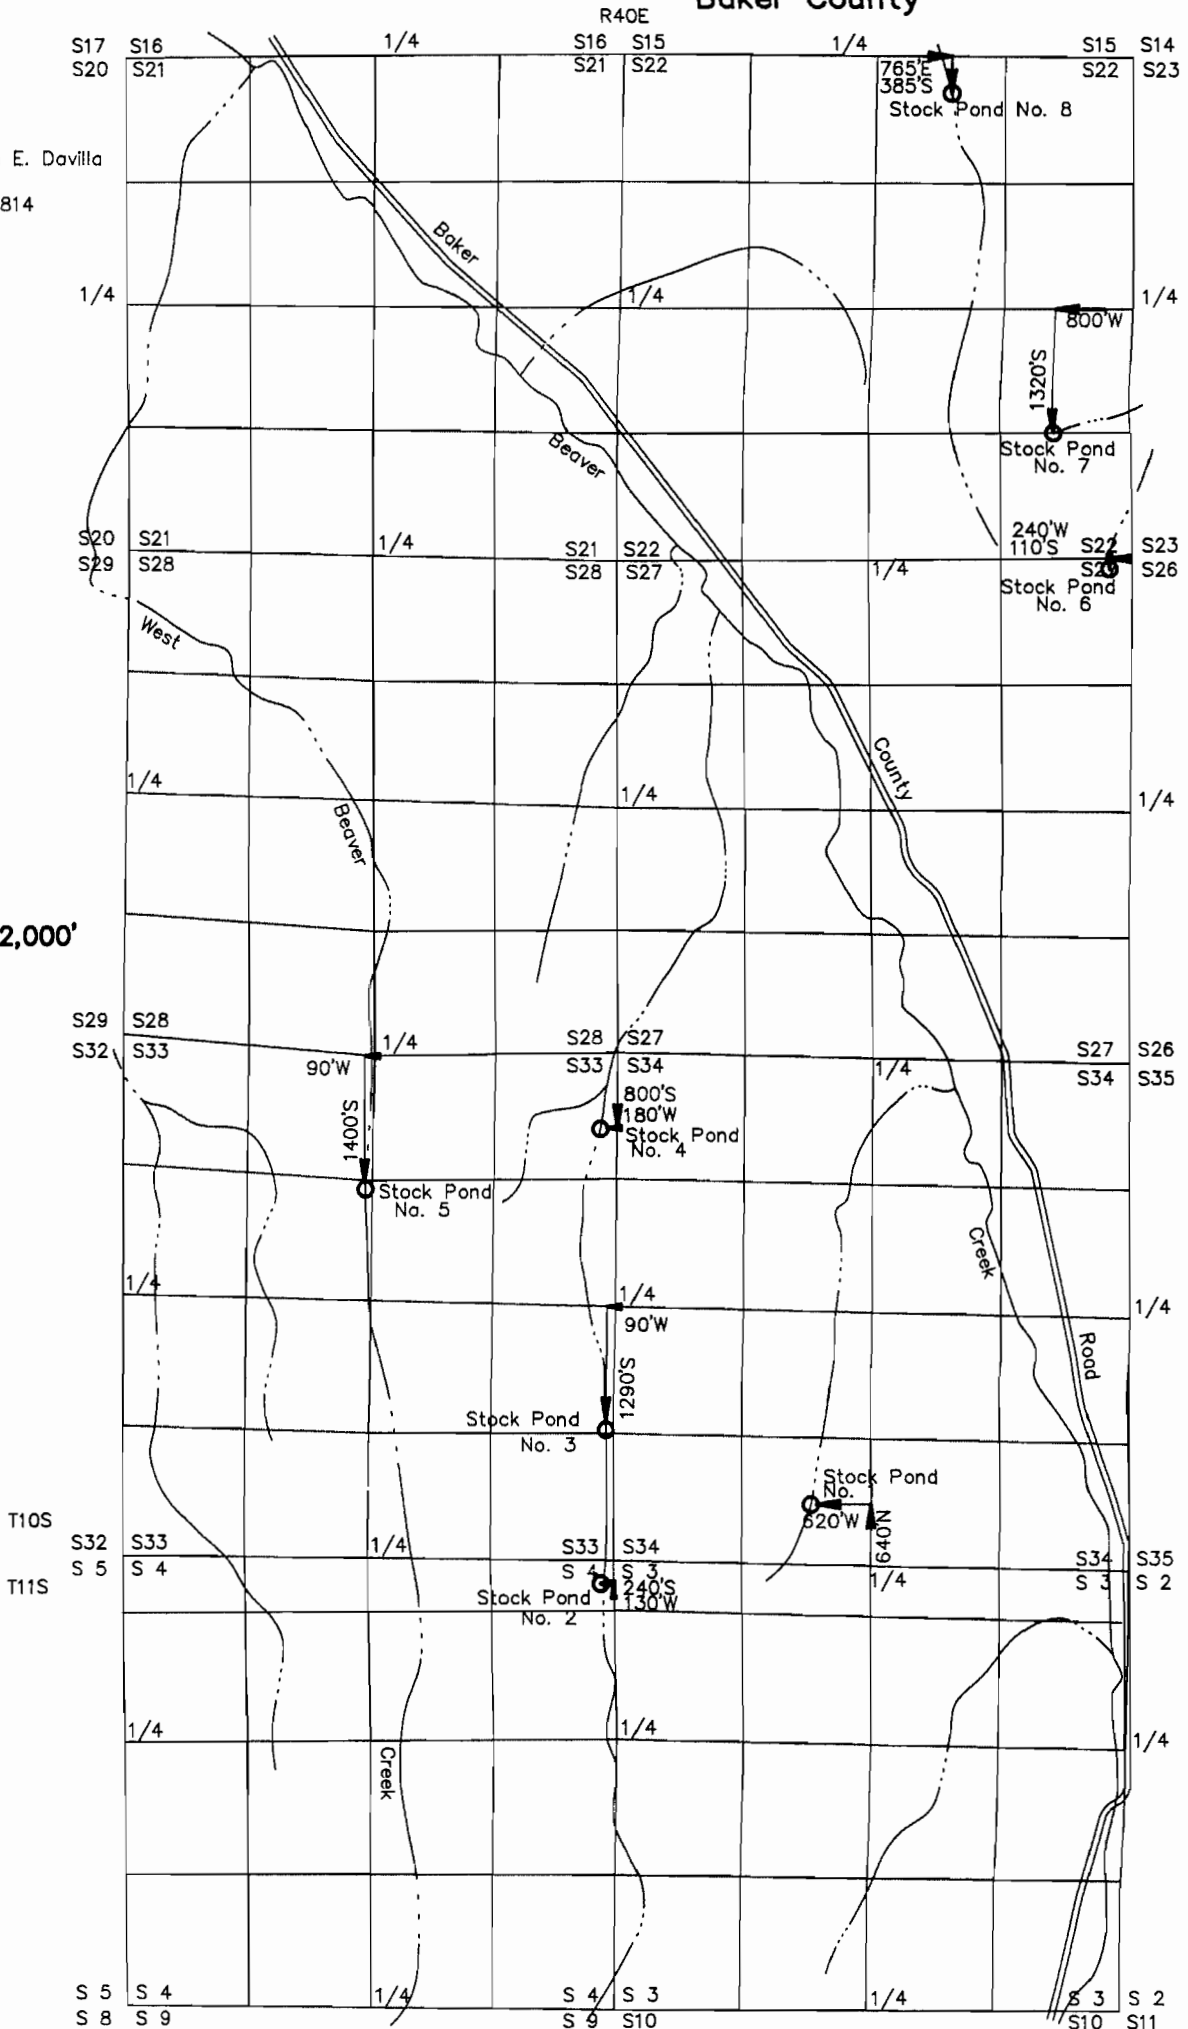 Baker County
R40E
S17 S16 1/4 S16 S15 1/4 S15 S14
S20 S21 S21 S22 S22 S23
765'E
385'S
Stock Pond No. 8
E. Davilla
814
Baker
1/4 1/4 1/4
800'W
1320'S
Beaver
Stock Pond
No. 7
240'W
110'S
S20 S21 1/4 S21 S22 S22 S23
S29 S28 S28 S27 1/4 S26
Stock Pond
No. 6
West
County
1/4 1/4 1/4
Beaver
2,000'
S29 S28 1/4 S28 S27 S27 S26
S32 S33 S33 S34 1/4 S34 S35
90'W
1400'S
800'S
180'W
Stock Pond
No. 4
Stock Pond
No. 5
Creek
1/4 1/4 1/4
90'W
Road
1290'S
Stock Pond
No. 3
Stock Pond
No.
620'W
640'N
T10S
S32 S33 1/4 S33 S34 S34 S35
S 5 S 4 S 4 S 3 1/4 S 3 S 2
T11S
240'S
130'W
Stock Pond
No. 2
1/4 1/4 1/4
Creek
S 5 S 4 1/4 S 4 S 3 1/4 S 3 S 2
S 8 S 9 S 9 S10 S10 S11